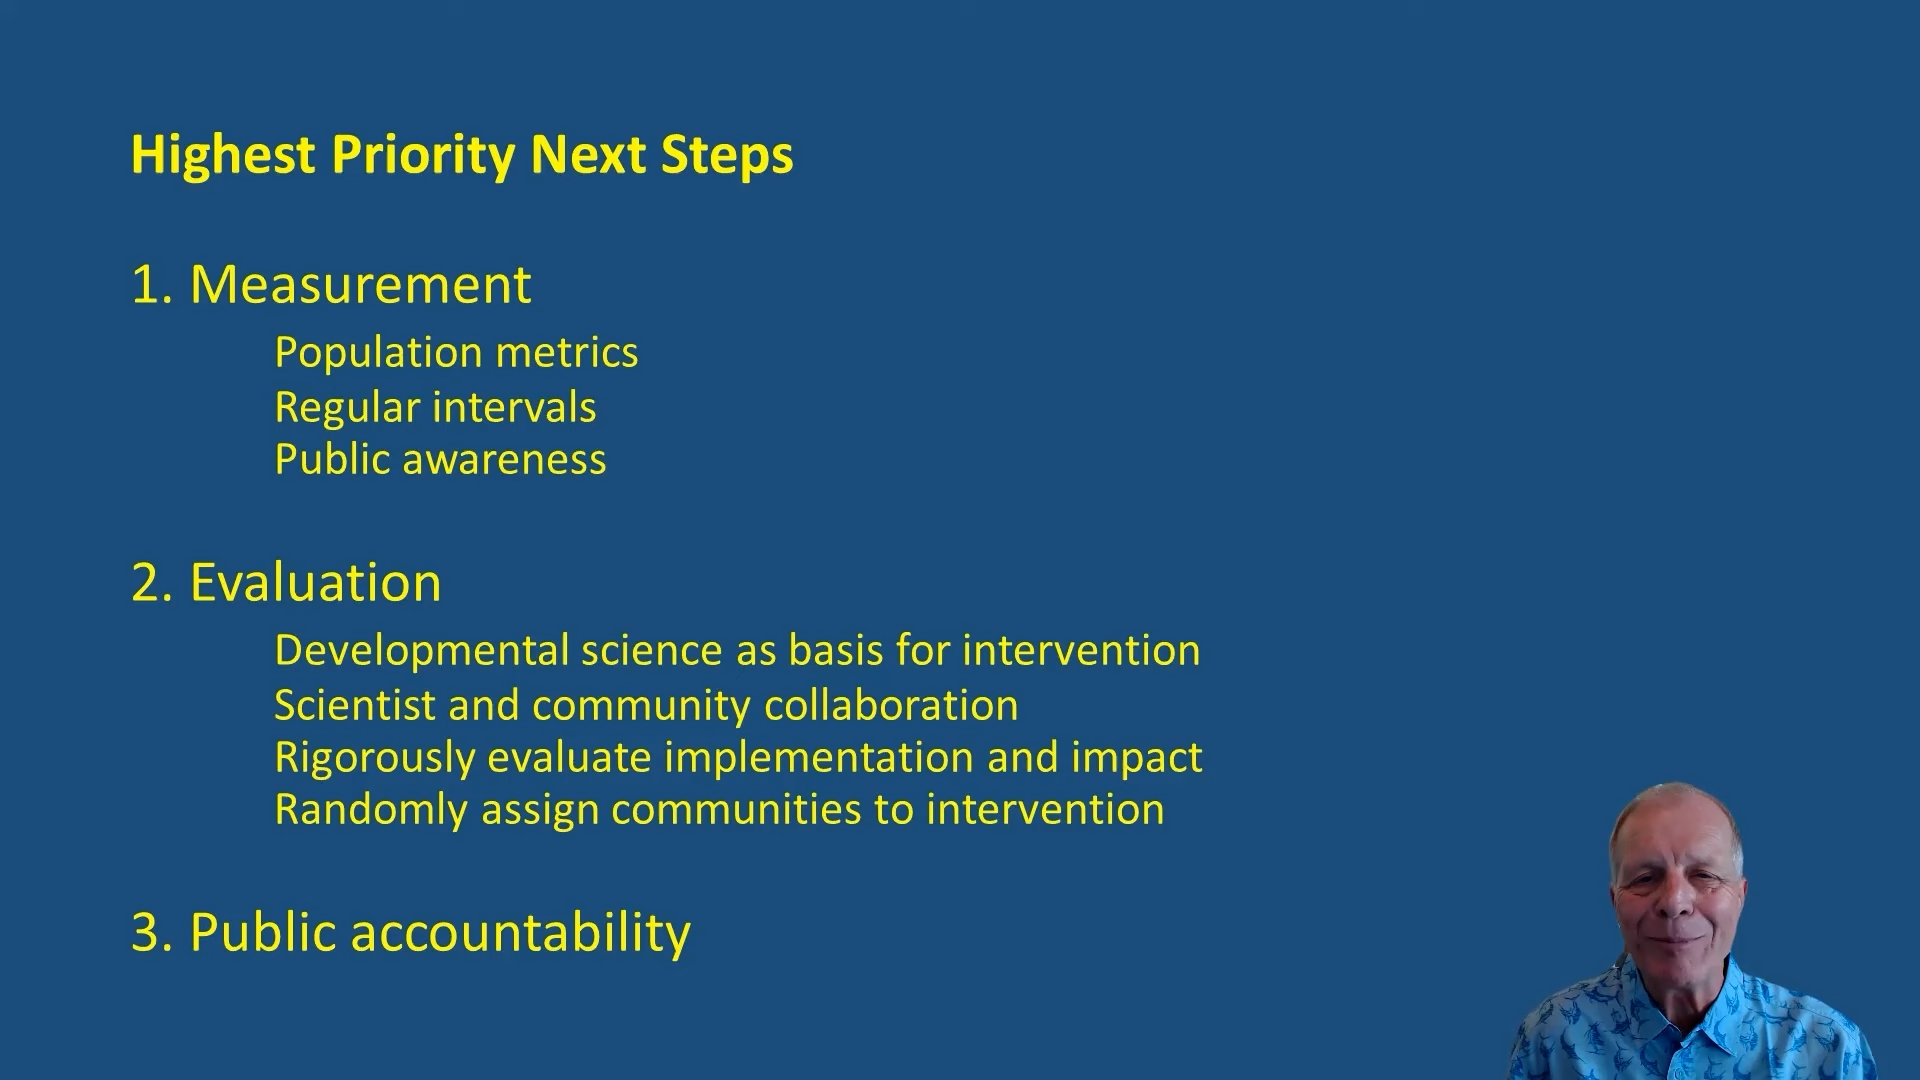 Highest Priority Next Steps
1. Measurement
Population metrics
Regular intervals
Public awareness
2. Evaluation
Developmental science as basis for intervention
Scientist and community collaboration
Rigorously evaluate implementation and impact
Randomly assign communities to intervention
3. Public accountability